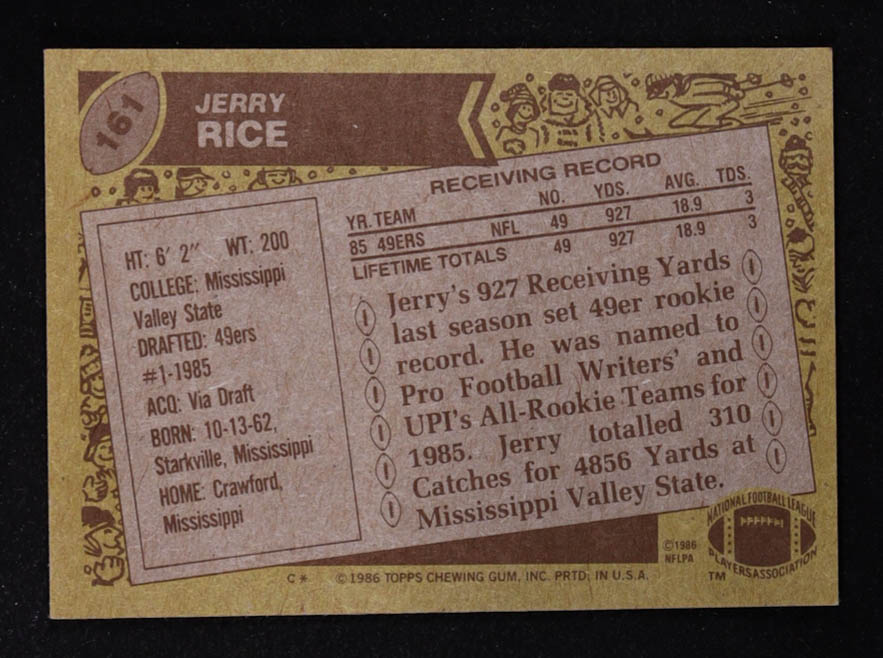 161
JERRY
RICE
RECEIVING RECORD
YR. TEAM NO. YDS. AVG. TDS.
85 49ERS NFL 49 927 18.9 3
LIFETIME TOTALS 49 927 18.9 3
HT: 6' 2" WT: 200
COLLEGE: Mississippi
Valley State
DRAFTED: 49ers
#1-1985
ACQ: Via Draft
BORN: 10-13-62,
Starkville, Mississippi
HOME: Crawford,
Mississippi
Jerry's 927 Receiving Yards
last season set 49er rookie
record. He was named to
Pro Football Writers' and
UPI's All-Rookie Teams for
1985. Jerry totalled 310
Catches for 4856 Yards at
Mississippi Valley State.
©1986
NFLPA
NATIONAL FOOTBALL LEAGUE
PLAYERS ASSOCIATION
TM
C * © 1986 TOPPS CHEWING GUM, INC. PRTD. IN U.S.A.